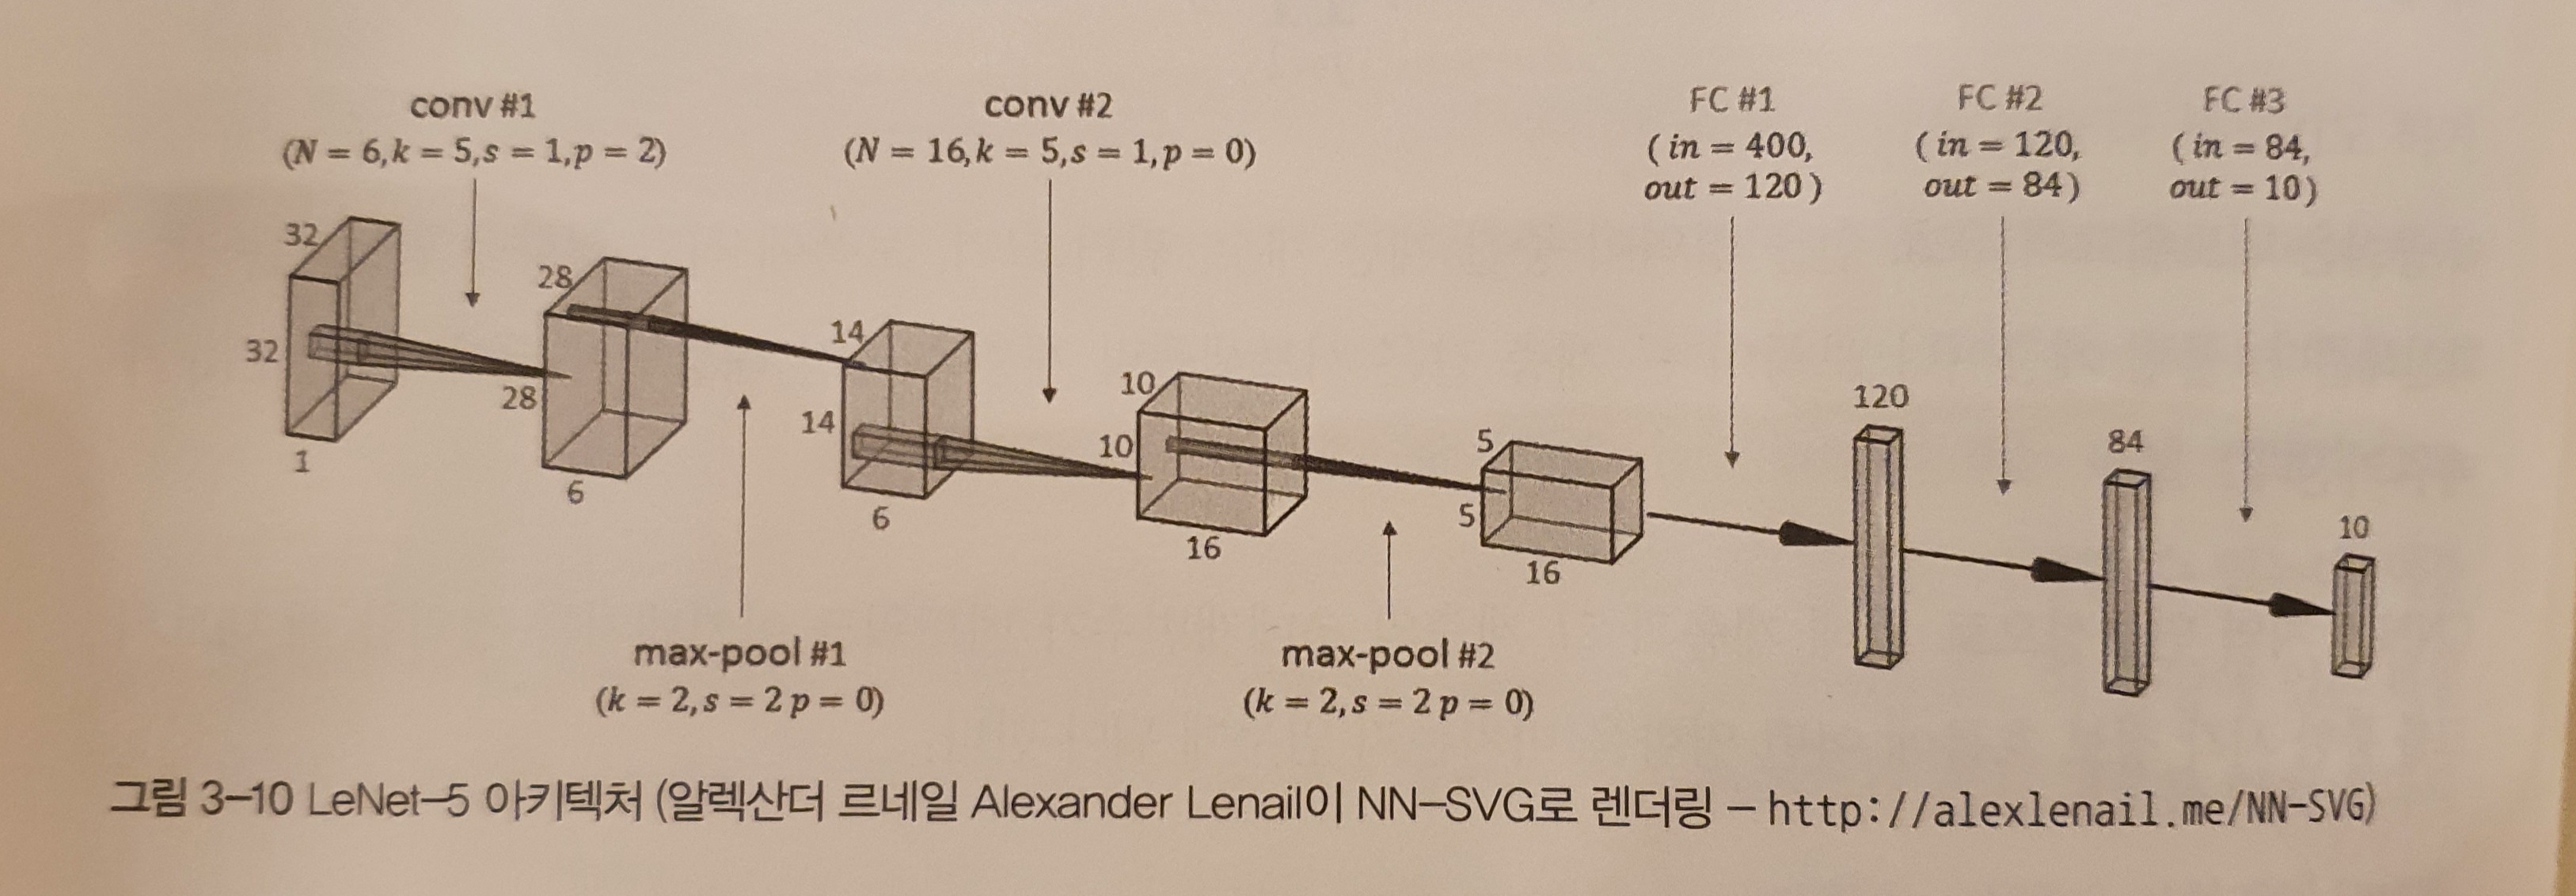 conv #1
(N = 6,k = 5,s = 1,p = 2)
conv #2
(N = 16,k = 5,s = 1,p = 0)
FC #1
( in = 400,
out = 120 )
FC #2
( in = 120,
out = 84 )
FC #3
( in = 84,
out = 10 )
32
32
1
28
28
6
14
14
6
10
10
16
5
5
16
120
84
10
max-pool #1
(k = 2,s = 2 p = 0)
max-pool #2
(k = 2,s = 2 p = 0)
그림 3-10 LeNet-5 아키텍처 (알렉산더 르네일 Alexander Lenail이 NN-SVG로 렌더링 – http://alexlenail.me/NN-SVG)